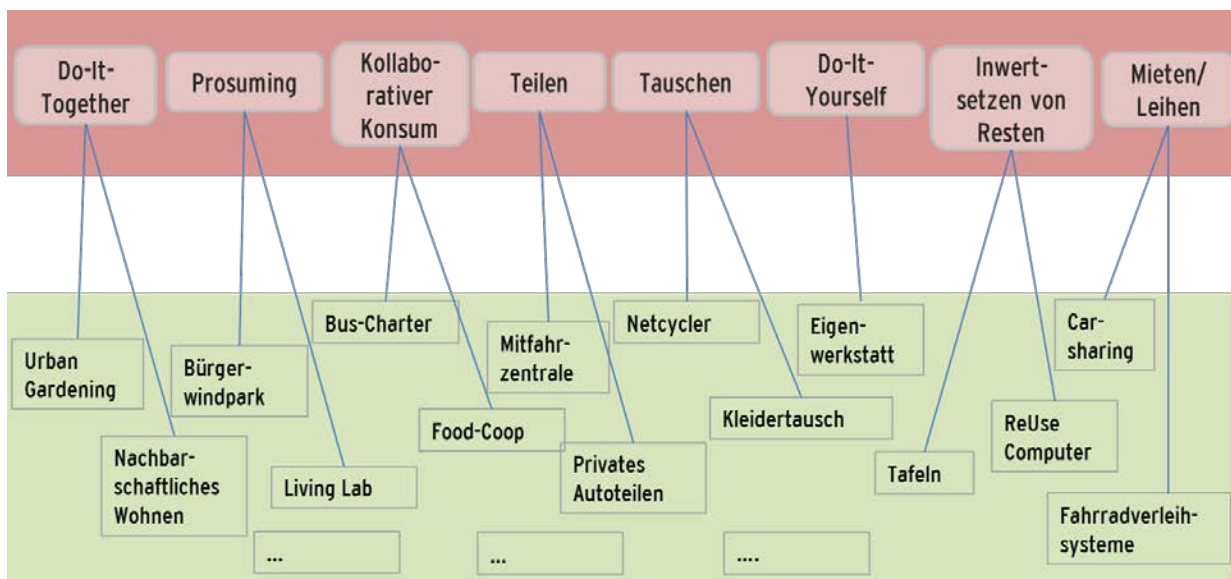 Do-It-
Together
Prosuming
Kollabo-
rativer
Konsum
Teilen
Tauschen
Do-It-
Yourself
Inwert-
setzen von
Resten
Mieten/
Leihen
Urban
Gardening
Nachbar-
schaftliches
Wohnen
Bürger-
windpark
Living Lab
Bus-Charter
Food-Coop
Mitfahr-
zentrale
Privates
Autoteilen
Netcycler
Kleidertausch
Eigen-
werkstatt
Tafeln
ReUse
Computer
Car-
sharing
Fahrradverleih-
systeme
...
...
....